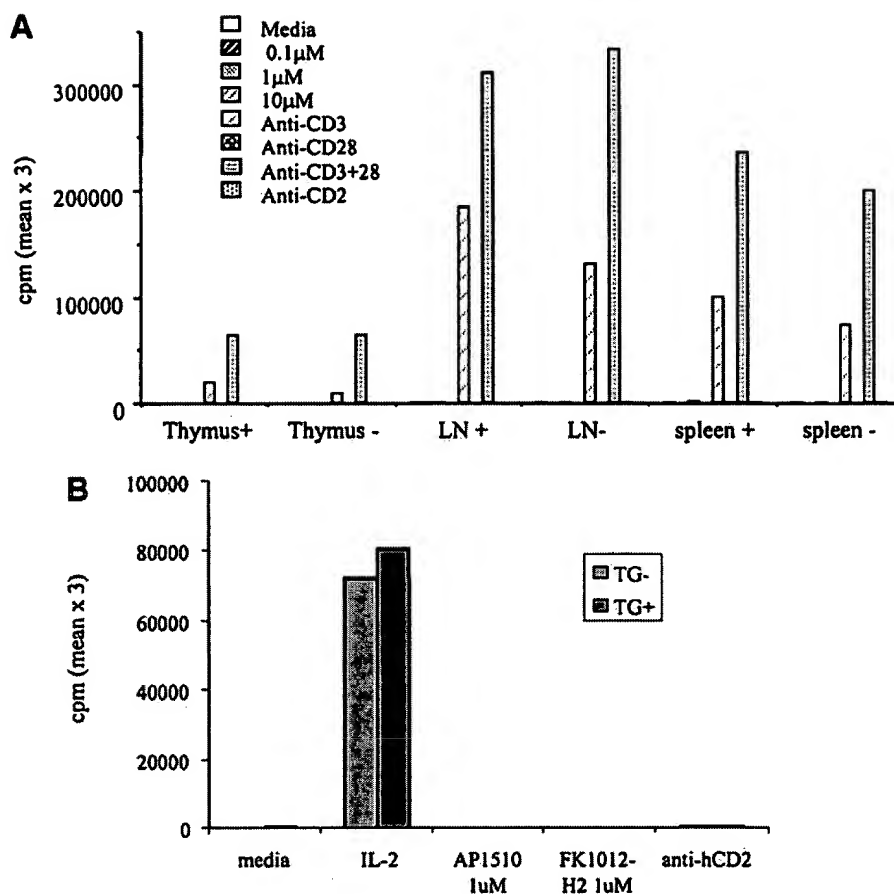 A
Media
0.1µM
1µM
10µM
Anti-CD3
Anti-CD28
Anti-CD3+28
Anti-CD2
cpm (mean x 3)
300000
200000
100000
0
Thymus+
Thymus -
LN +
LN-
spleen +
spleen -
B
cpm (mean x 3)
100000
80000
60000
40000
20000
0
TG-
TG+
media
IL-2
AP1510
1uM
FK1012-
H2 1uM
anti-hCD2